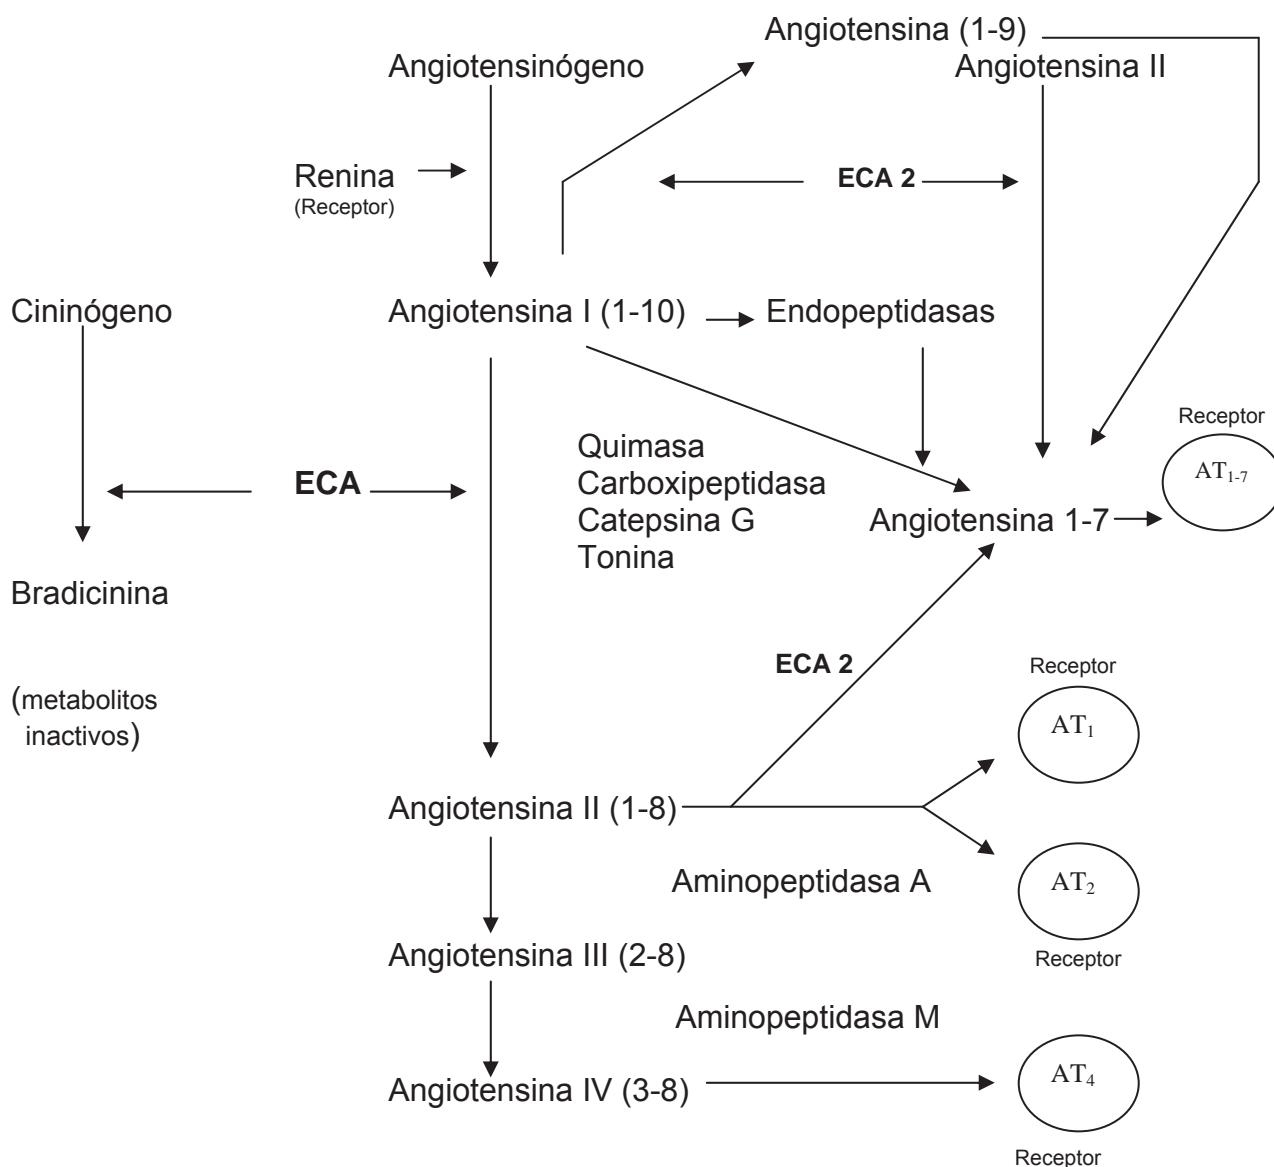 Angiotensina (1-9)
Angiotensinógeno
Angiotensina II
Renina
(Receptor)
ECA 2
Cininógeno
Angiotensina I (1-10)
Endopeptidasas
Receptor
AT1-7
Quimasa
Carboxipeptidasa
Catepsina G
Tonina
ECA
Angiotensina 1-7
Bradicinina
(metabolitos
inactivos)
ECA 2
Receptor
AT1
Angiotensina II (1-8)
Aminopeptidasa A
AT2
Receptor
Angiotensina III (2-8)
Aminopeptidasa M
Angiotensina IV (3-8)
AT4
Receptor